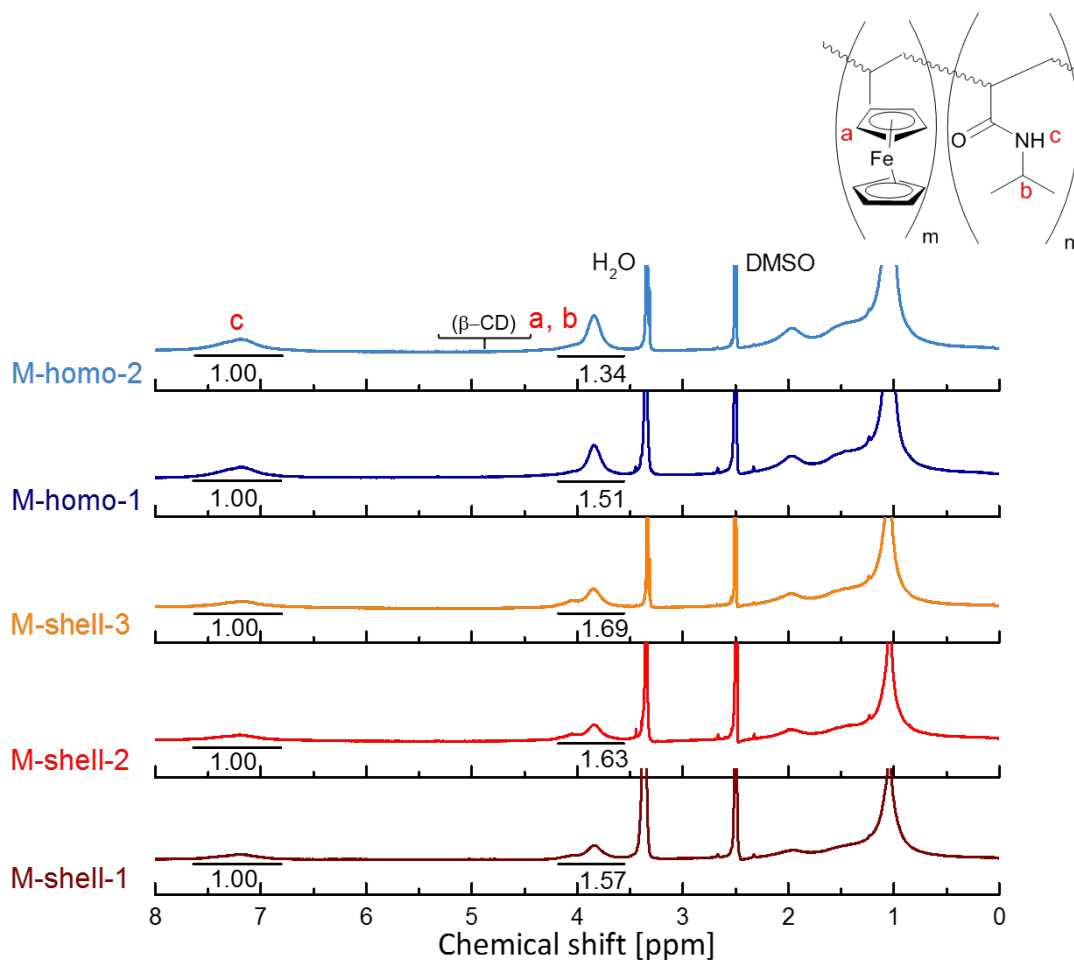 a
O
NH
c
Fe
b
m
n
H₂O
DMSO
c
(β–CD)
a, b
M-homo-2
1.00
1.34
M-homo-1
1.00
1.51
M-shell-3
1.00
1.69
M-shell-2
1.00
1.63
M-shell-1
1.00
1.57
8 7 6 5 4 3 2 1 0
Chemical shift [ppm]